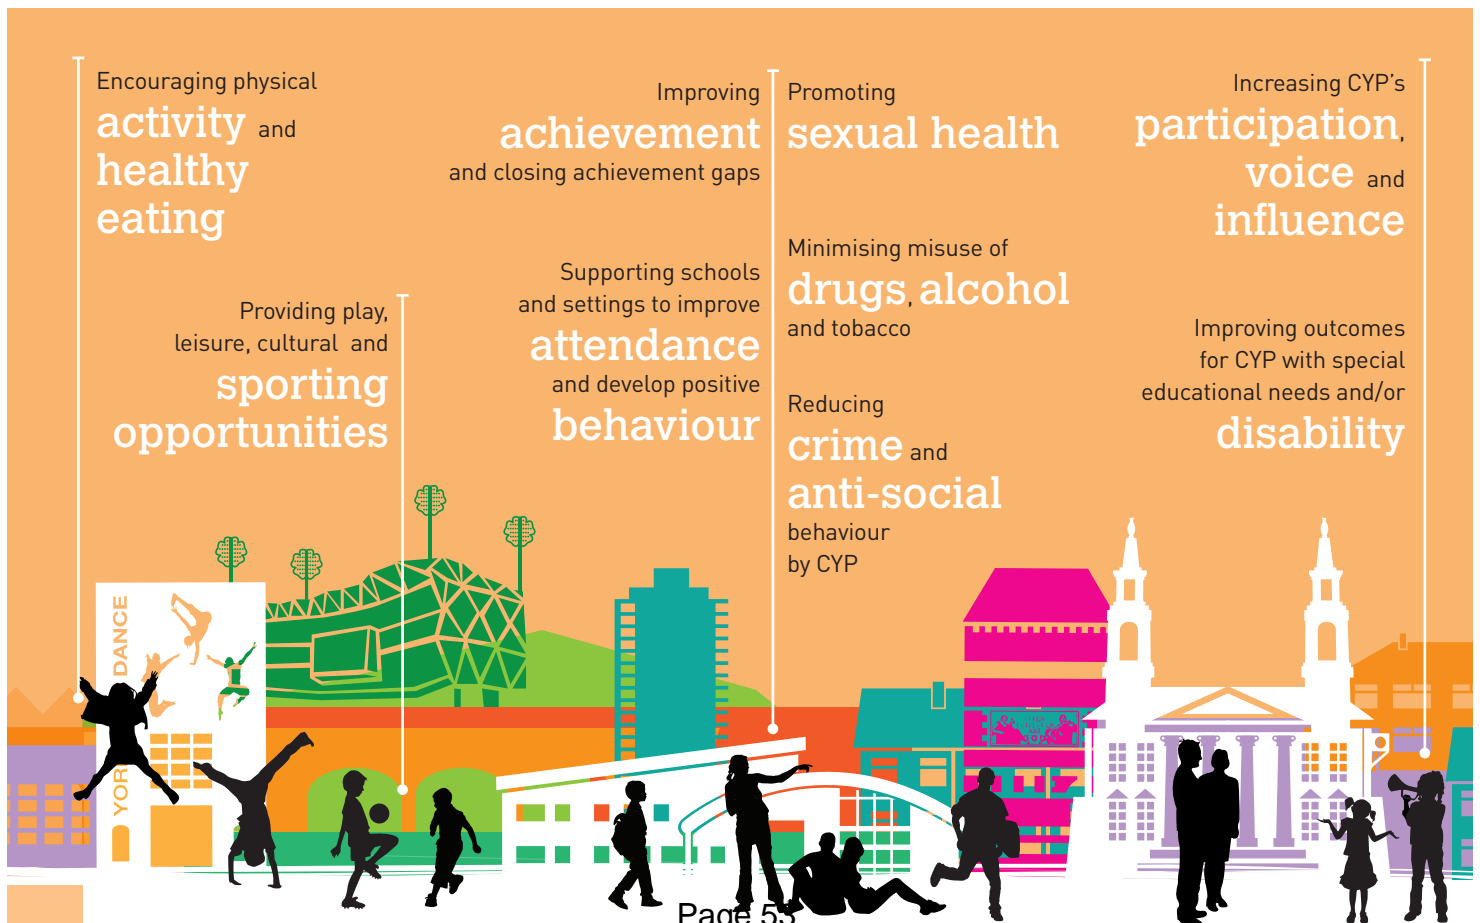 Encouraging physical
activity and
healthy
eating
Providing play,
leisure, cultural and
sporting
opportunities
Improving
achievement
and closing achievement gaps
Supporting schools
and settings to improve
attendance
and develop positive
behaviour
Promoting
sexual health
Minimising misuse of
drugs, alcohol
and tobacco
Reducing
crime and
anti-social
behaviour
by CYP
Increasing CYP’s
participation,
voice and
influence
Improving outcomes
for CYP with special
educational needs and/or
disability
DANCE
Page 53